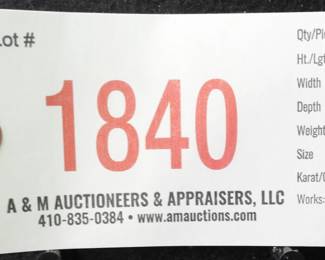 Lot #
1840
A & M AUCTIONEERS & APPRAISERS, LLC
410-835-0384 • www.amauctions.com
Qty/Pi
Ht./Lgt
Width
Depth
Weight
Size
Karat/
Works: